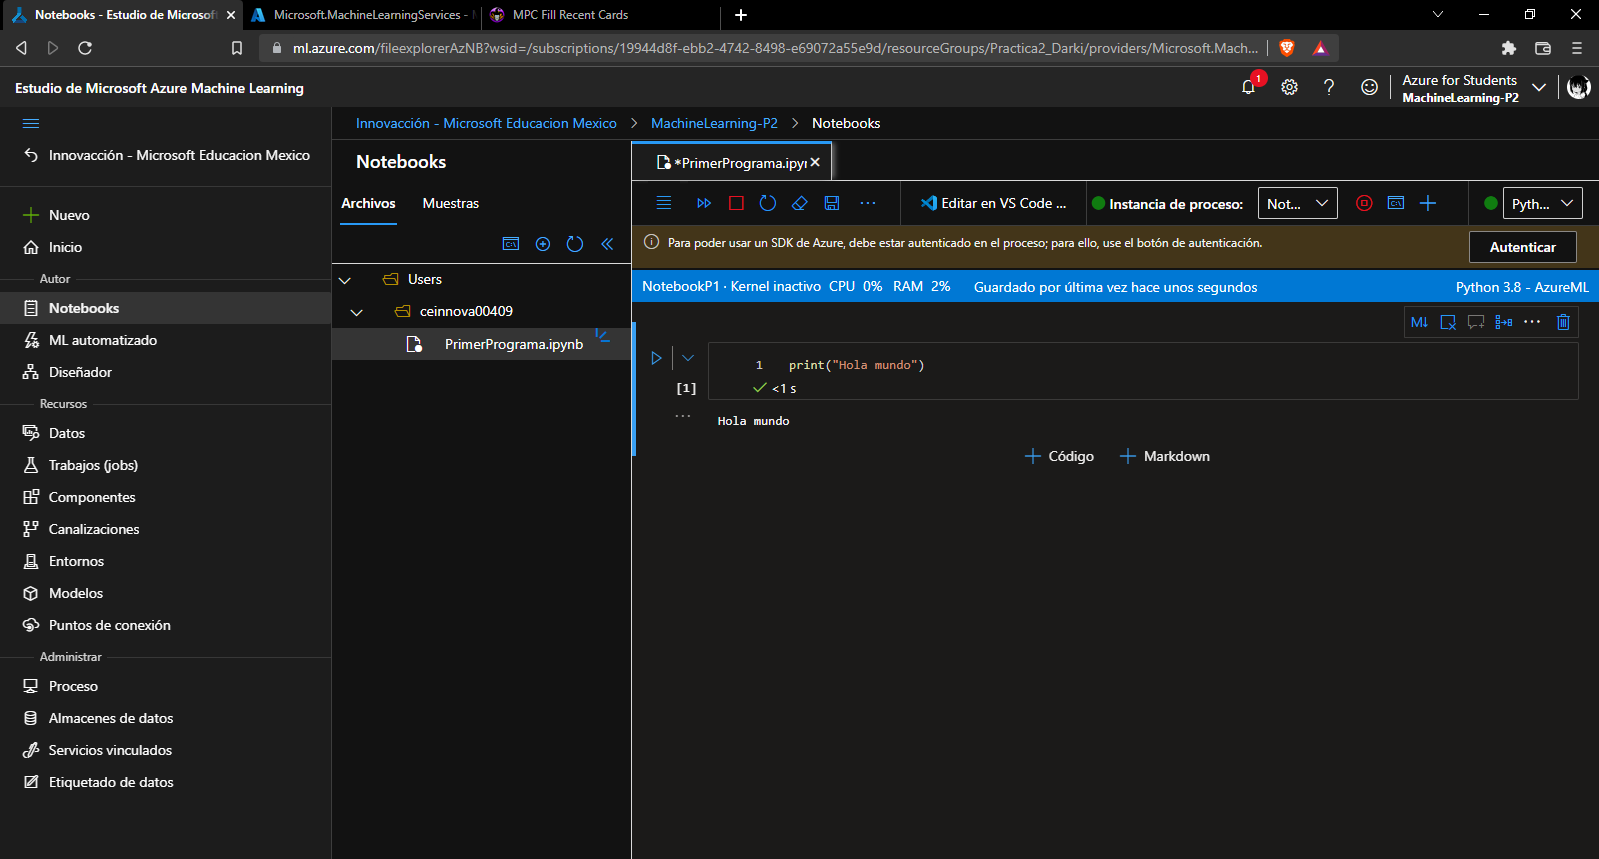 Notebooks - Estudio de Microsoft
Microsoft.MachineLearningServices -
MPC Fill Recent Cards
ml.azure.com/fileexplorerAzNB?wsid=/subscriptions/19944d8f-ebb2-4742-8498-e69072a55e9d/resourceGroups/Practica2_Darki/providers/Microsoft.Mach...
Estudio de Microsoft Azure Machine Learning
1
Azure for Students
MachineLearning-P2
Innovacción - Microsoft Educacion Mexico
Nuevo
Inicio
Autor
Notebooks
ML automatizado
Diseñador
Recursos
Datos
Trabajos (jobs)
Componentes
Canalizaciones
Entornos
Modelos
Puntos de conexión
Administrar
Proceso
Almacenes de datos
Servicios vinculados
Etiquetado de datos
Innovacción - Microsoft Educacion Mexico > MachineLearning-P2 > Notebooks
Notebooks
Archivos Muestras
Users
ceinnova00409
PrimerPrograma.ipynb
*PrimerPrograma.ipyn
Editar en VS Code ...
Instancia de proceso:
Not...
Pyth...
Para poder usar un SDK de Azure, debe estar autenticado en el proceso; para ello, use el botón de autenticación.
Autenticar
NotebookP1 · Kernel inactivo CPU 0% RAM 2% Guardado por última vez hace unos segundos
Python 3.8 - AzureML
M↓
1 print("Hola mundo")
[1] <1 s
Hola mundo
Código Markdown